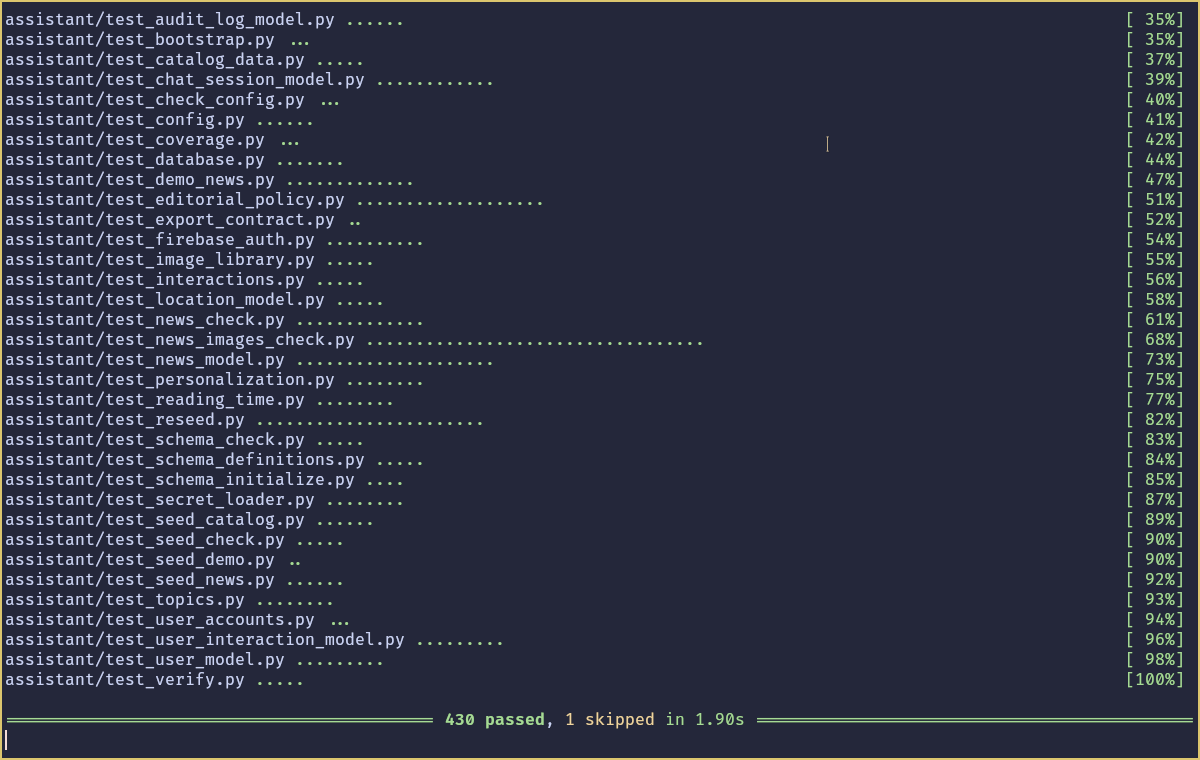 assistant/test_audit_log_model.py ...... [ 35%]
assistant/test_bootstrap.py ... [ 35%]
assistant/test_catalog_data.py ..... [ 37%]
assistant/test_chat_session_model.py ............ [ 39%]
assistant/test_check_config.py ... [ 40%]
assistant/test_config.py ...... [ 41%]
assistant/test_coverage.py ... [ 42%]
assistant/test_database.py ....... [ 44%]
assistant/test_demo_news.py ............. [ 47%]
assistant/test_editorial_policy.py ................... [ 51%]
assistant/test_export_contract.py .. [ 52%]
assistant/test_firebase_auth.py .......... [ 54%]
assistant/test_image_library.py ..... [ 55%]
assistant/test_interactions.py ..... [ 56%]
assistant/test_location_model.py ..... [ 58%]
assistant/test_news_check.py ............. [ 61%]
assistant/test_news_images_check.py .................................. [ 68%]
assistant/test_news_model.py .................... [ 73%]
assistant/test_personalization.py ........ [ 75%]
assistant/test_reading_time.py ........ [ 77%]
assistant/test_reseed.py ....................... [ 82%]
assistant/test_schema_check.py ..... [ 83%]
assistant/test_schema_definitions.py ..... [ 84%]
assistant/test_schema_initialize.py .... [ 85%]
assistant/test_secret_loader.py ........ [ 87%]
assistant/test_seed_catalog.py ...... [ 89%]
assistant/test_seed_check.py ..... [ 90%]
assistant/test_seed_demo.py .. [ 90%]
assistant/test_seed_news.py ...... [ 92%]
assistant/test_topics.py ........ [ 93%]
assistant/test_user_accounts.py ... [ 94%]
assistant/test_user_interaction_model.py ......... [ 96%]
assistant/test_user_model.py ......... [ 98%]
assistant/test_verify.py ..... [100%]
430 passed, 1 skipped in 1.90s